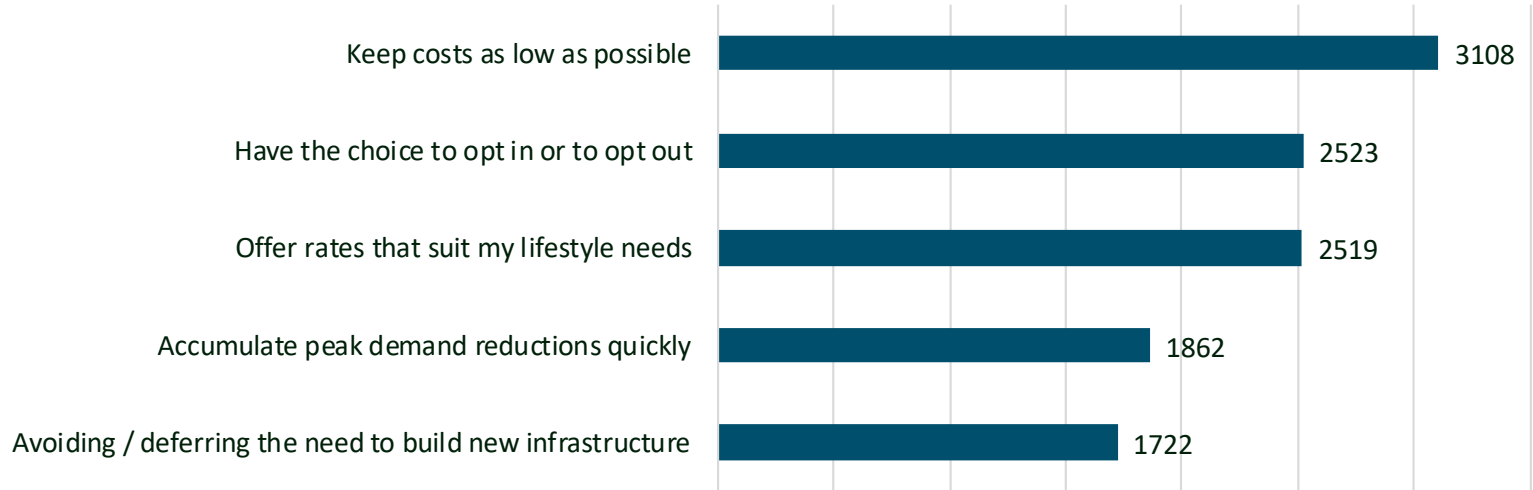 Keep costs as low as possible 3108
Have the choice to opt in or to opt out 2523
Offer rates that suit my lifestyle needs 2519
Accumulate peak demand reductions quickly 1862
Avoiding / deferring the need to build new infrastructure 1722